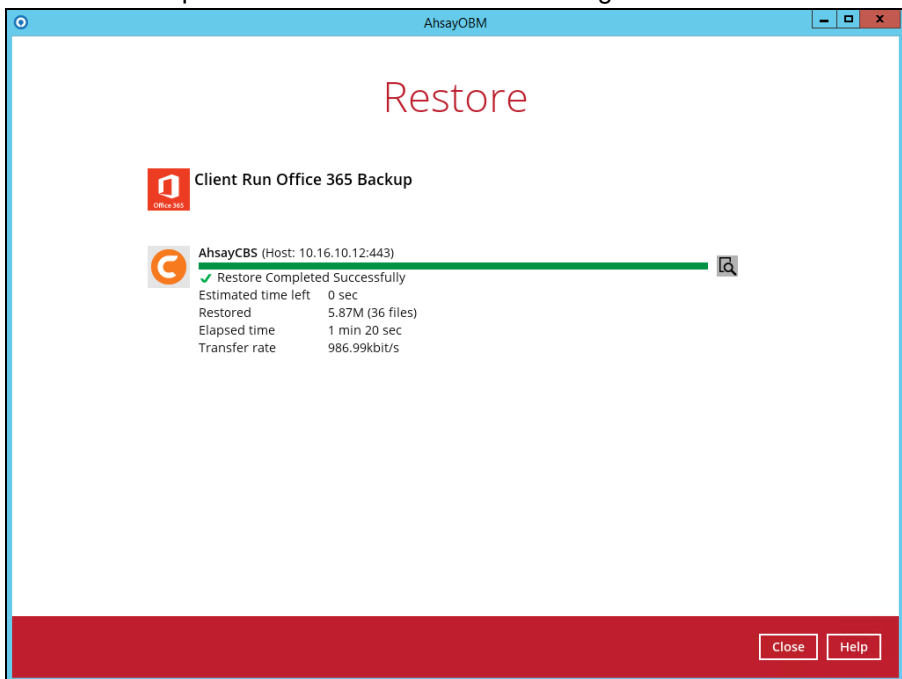 AhsayOBM
Restore
Client Run Office 365 Backup
Office 365
AhsayCBS (Host: 10.16.10.12:443)
Restore Completed Successfully
Estimated time left 0 sec
Restored 5.87M (36 files)
Elapsed time 1 min 20 sec
Transfer rate 986.99kbit/s
Close Help